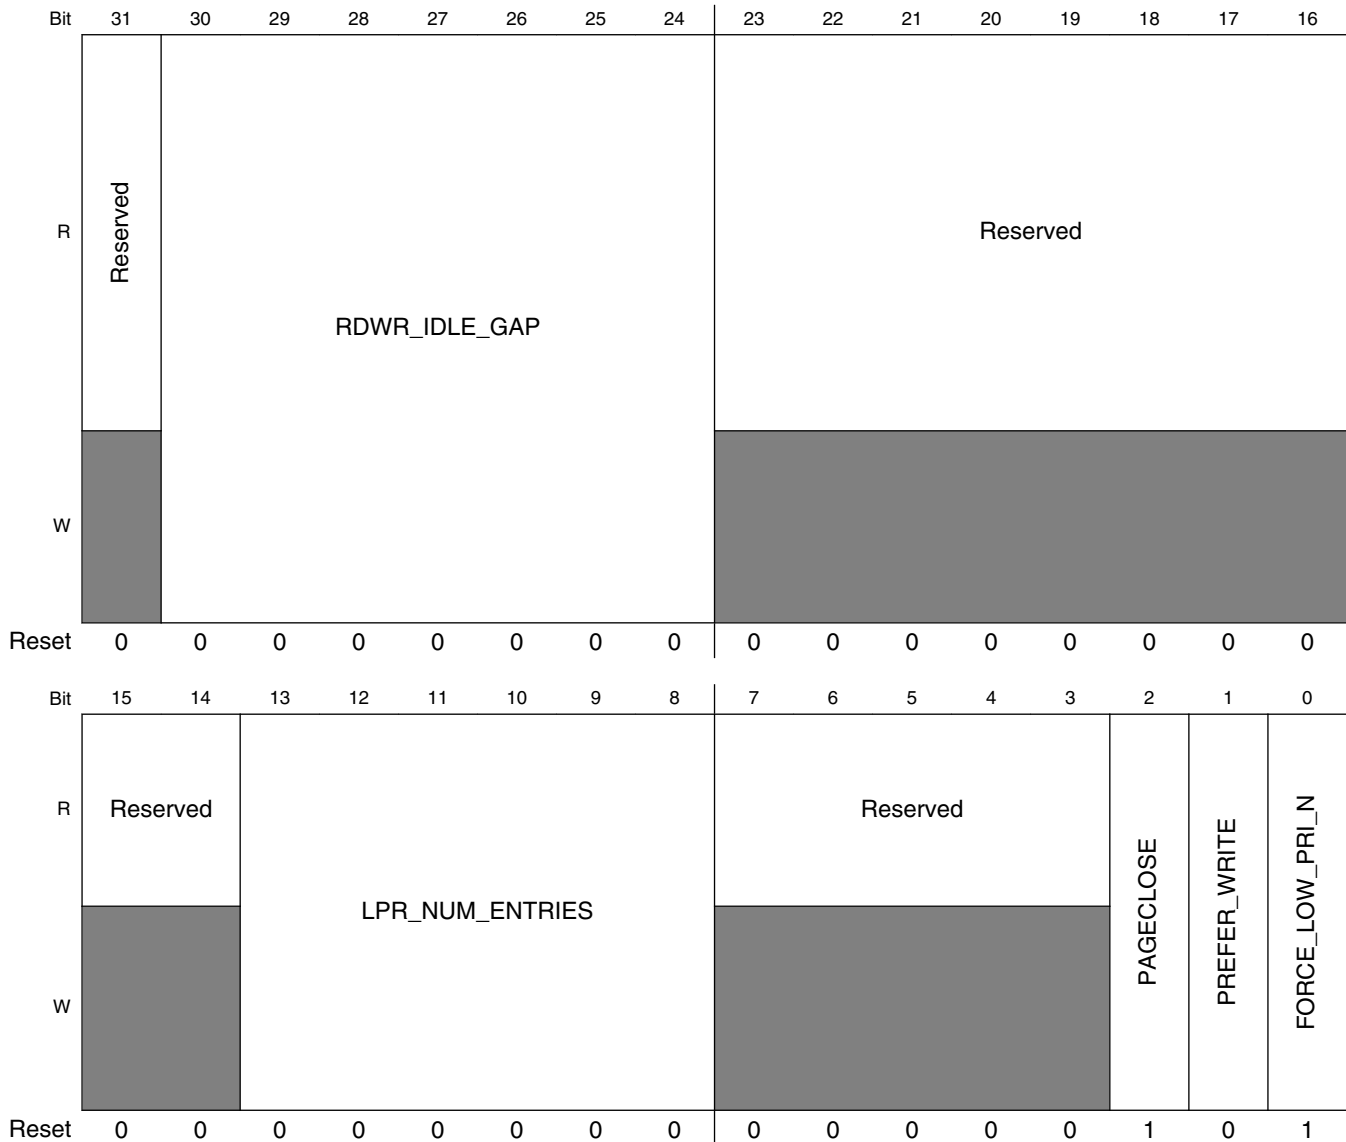 Bit 31 30 29 28 27 26 25 24 23 22 21 20 19 18 17 16
R Reserved RDWR_IDLE_GAP Reserved
W
Reset 0 0 0 0 0 0 0 0 0 0 0 0 0 0 0 0
Bit 15 14 13 12 11 10 9 8 7 6 5 4 3 2 1 0
R Reserved LPR_NUM_ENTRIES Reserved PAGECLOSE PREFER_WRITE FORCE_LOW_PRI_N
W
Reset 0 0 0 0 0 0 0 0 0 0 0 0 0 1 0 1